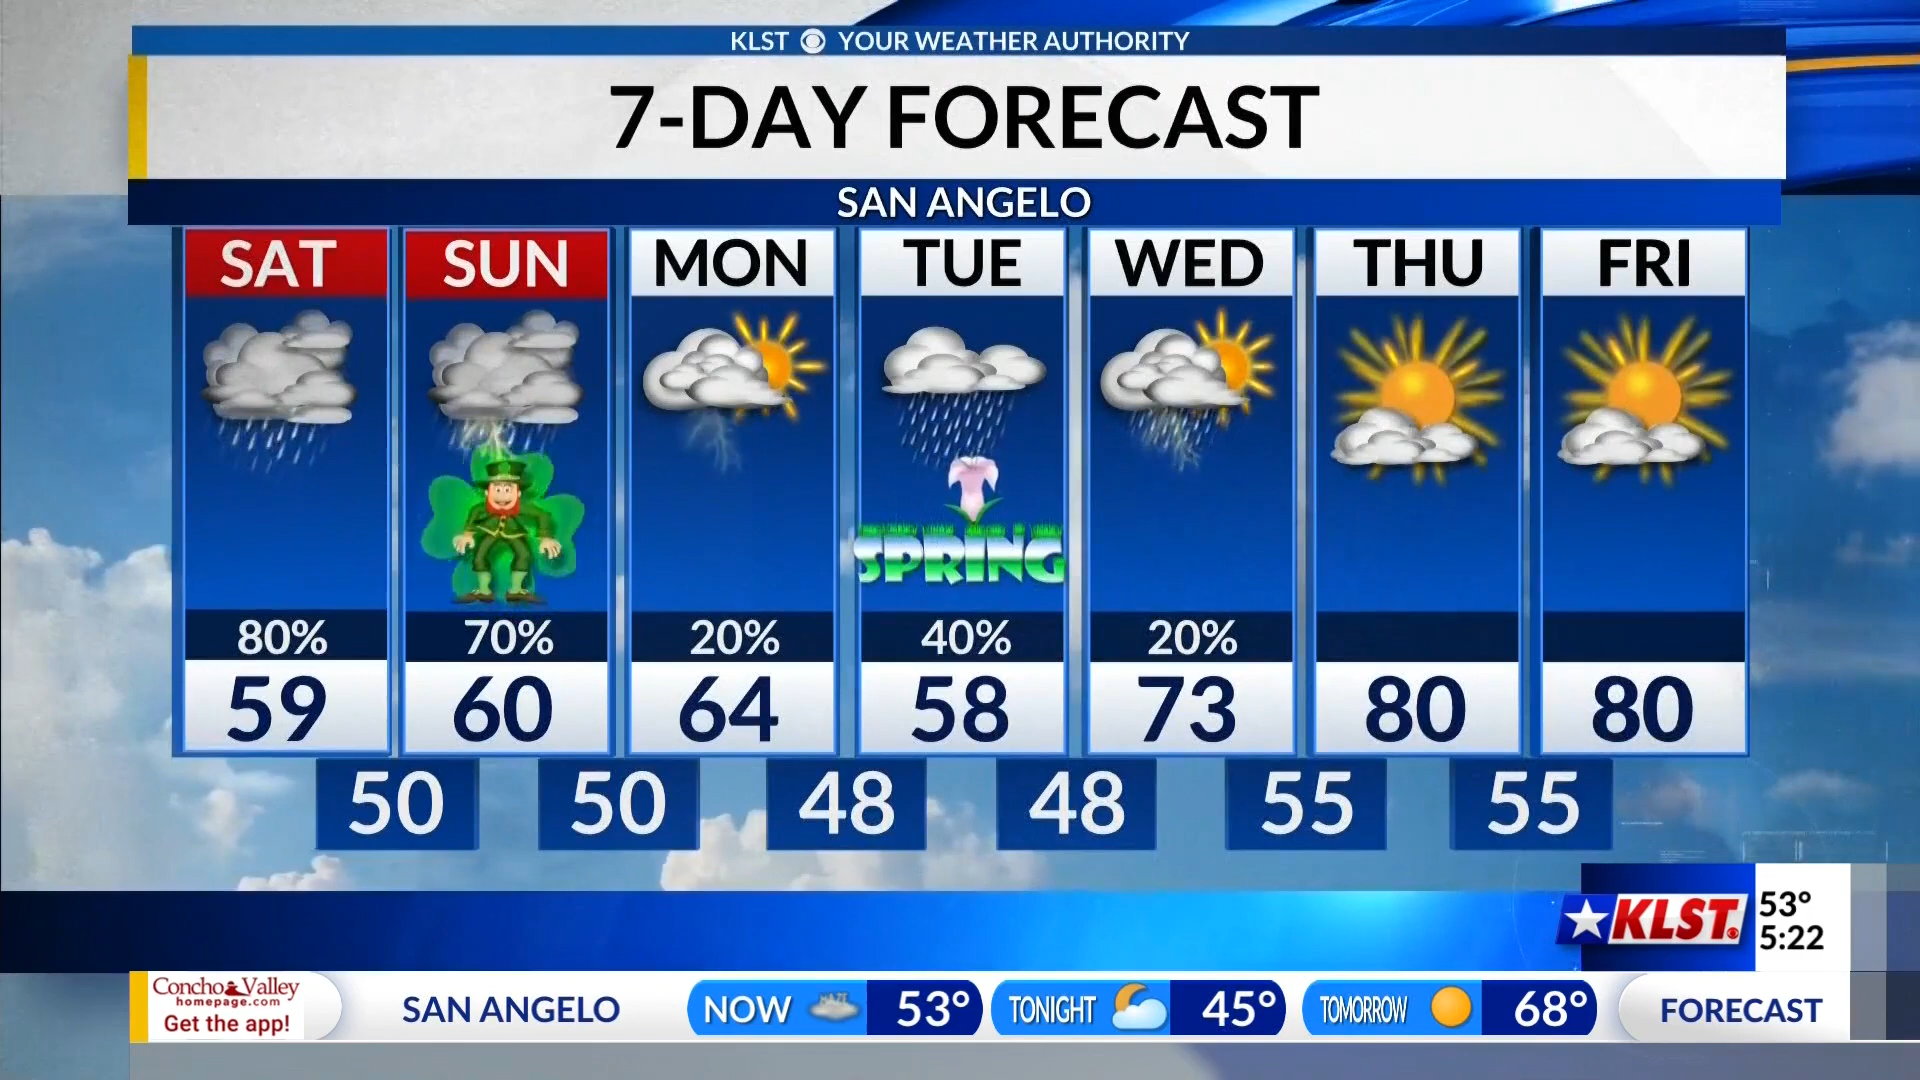 KLST YOUR WEATHER AUTHORITY
7-DAY FORECAST
SAN ANGELO
SAT SUN MON TUE WED THU FRI
SPRING
80% 70% 20% 40% 20%
59 60 64 58 73 80 80
50 50 48 48 55 55
KLST
53°
5:22
Concho Valley
homepage.com
Get the app!
SAN ANGELO
NOW HAZE 53°
TONIGHT 45°
TOMORROW 68°
FORECAST